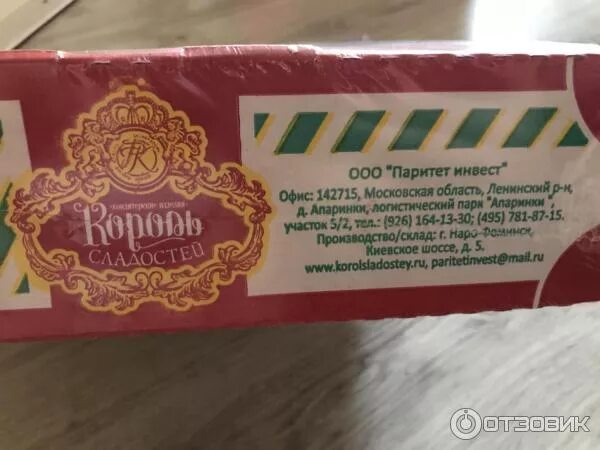 Король
СЛАДОСТЕЙ
ООО "Паритет инвест"
Офис: 142715, Московская область, Ленинский р-н,
д. Апаринки, логистический парк "Апаринки",
участок 5/2, тел.: (926) 164-13-30; (495) 781-87-15.
Производство/склад: г. Наро-Фоминск,
Киевское шоссе, д. 5.
www.korolsladostey.ru, paritetinvest@mail.ru
ОТЗОВИК